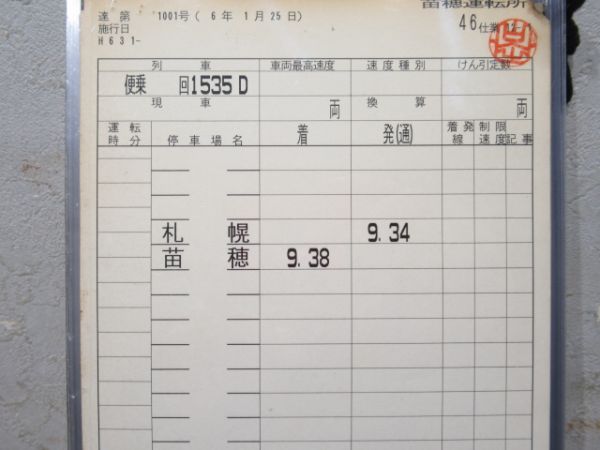 苗穂運転所
達 第 1001号 ( 6 年 1 月 25 日)
46 仕業
施行日
H 6 3 1-
列 車 車両最高速度 速度種別 けん引定数
便乗 回1535D
現 車 両 換 算 両
運転時分 停車場名 着 発(通) 着発線 制限速度 記事
札 幌 9. 34
苗 穂 9. 38